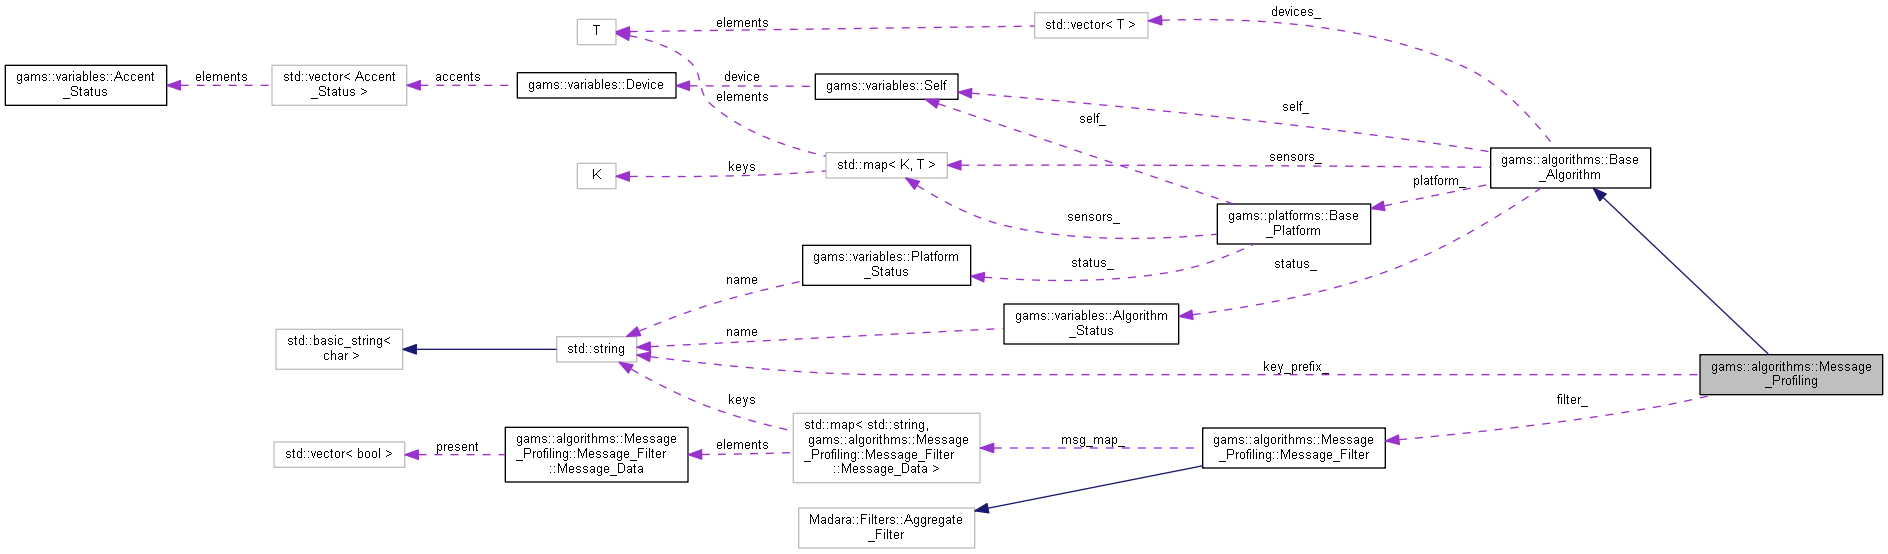 elements
devices_
std::vector< T >
T
gams::variables::Accent
_Status
elements
std::vector< Accent
_Status >
accents
gams::variables::Device
device
gams::variables::Self
elements
self_
self_
K
keys
std::map< K, T >
sensors_
gams::algorithms::Base
_Algorithm
platform_
sensors_
gams::platforms::Base
_Platform
gams::variables::Platform
_Status
status_
status_
name
gams::variables::Algorithm
_Status
name
std::basic_string<
char >
std::string
key_prefix_
gams::algorithms::Message
_Profiling
filter_
keys
std::map< std::string,
gams::algorithms::Message
_Profiling::Message_Filter
::Message_Data >
msg_map_
gams::algorithms::Message
_Profiling::Message_Filter
std::vector< bool >
present
gams::algorithms::Message
_Profiling::Message_Filter
::Message_Data
elements
Madara::Filters::Aggregate
_Filter